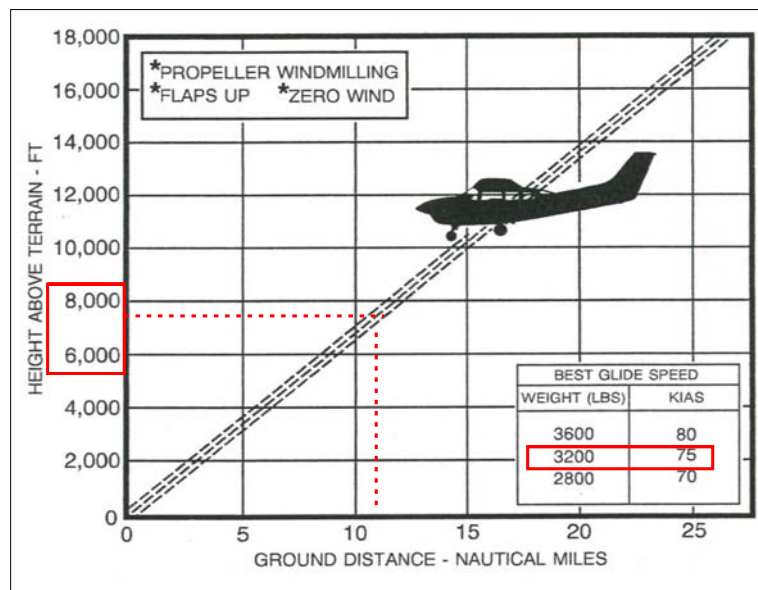 18,000
16,000
14,000
12,000
10,000
8,000
6,000
4,000
2,000
0
HEIGHT ABOVE TERRAIN - FT
*PROPELLER WINDMILLING
*FLAPS UP *ZERO WIND
BEST GLIDE SPEED
WEIGHT (LBS) KIAS
3600 80
3200 75
2800 70
0 5 10 15 20 25
GROUND DISTANCE - NAUTICAL MILES